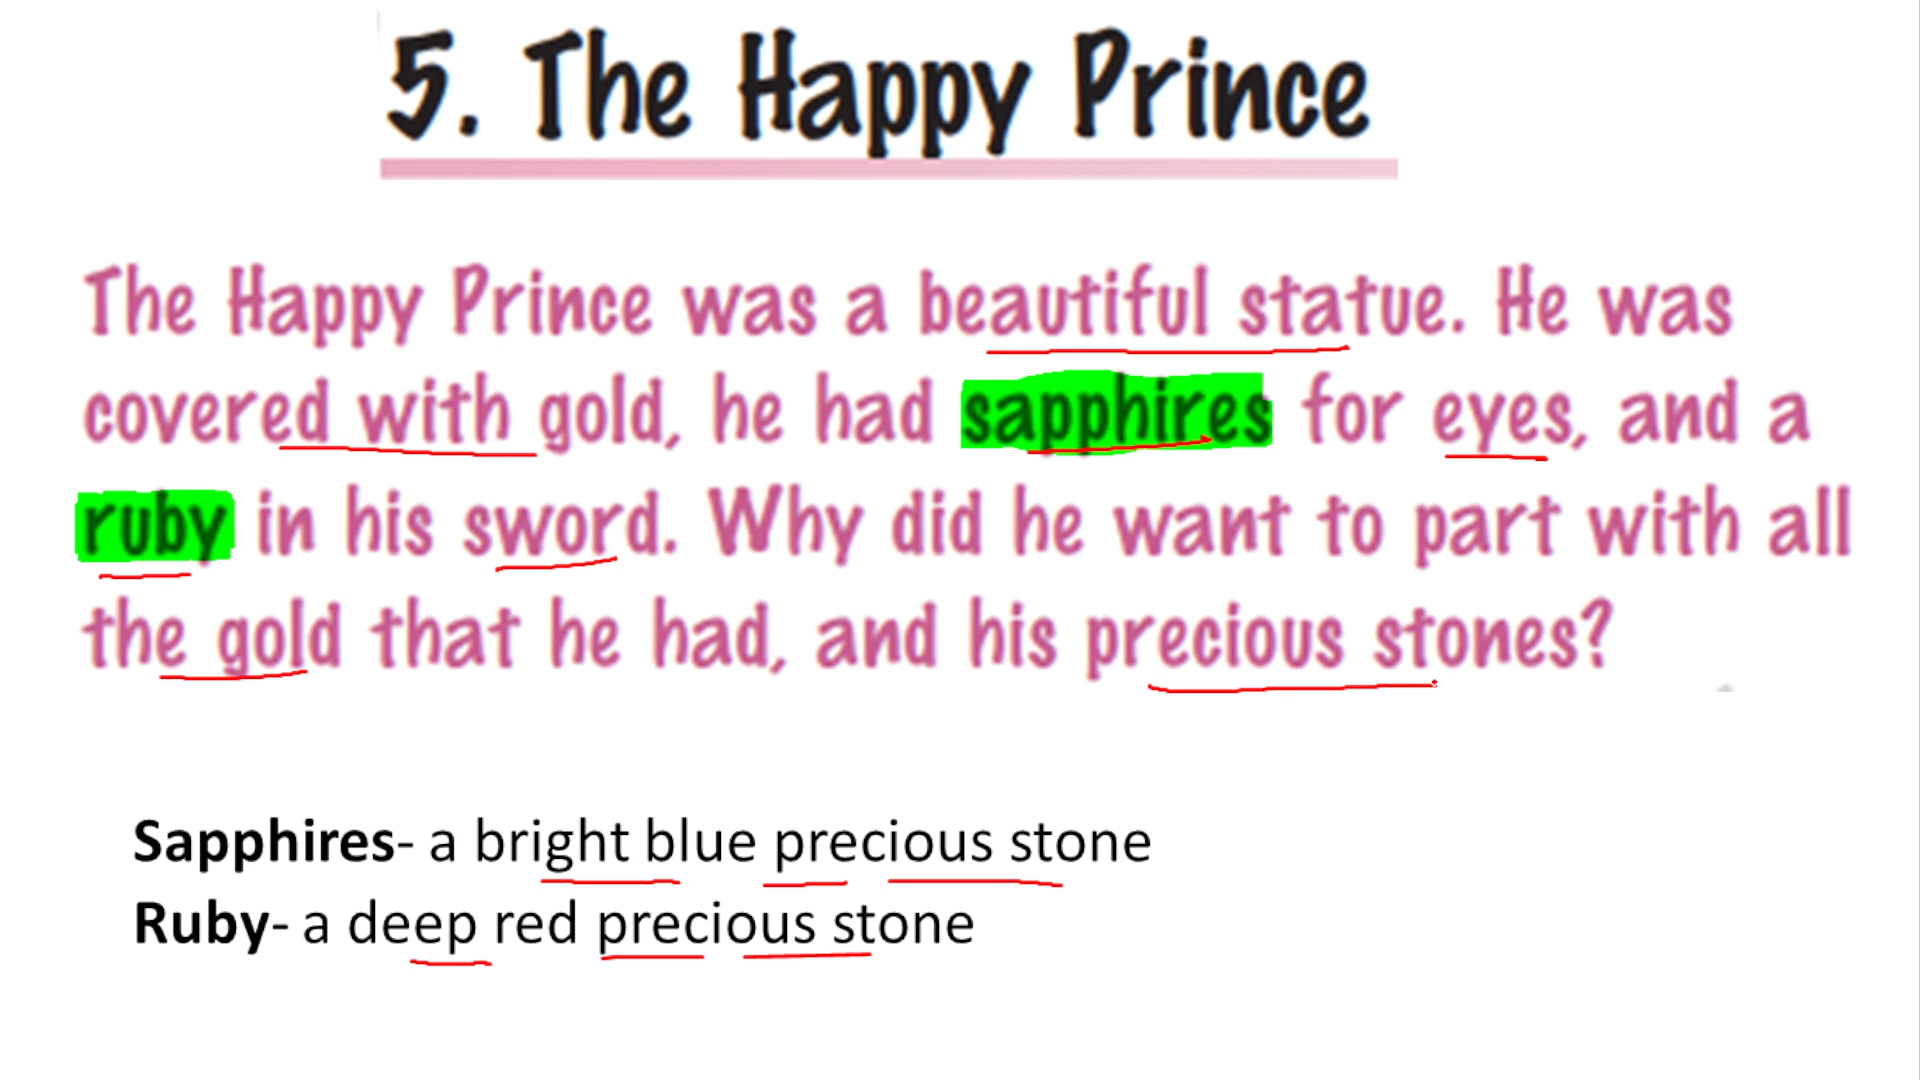 5. The Happy Prince
The Happy Prince was a beautiful statue. He was
covered with gold, he had sapphires for eyes, and a
ruby in his sword. Why did he want to part with all
the gold that he had, and his precious stones?
Sapphires- a bright blue precious stone
Ruby- a deep red precious stone